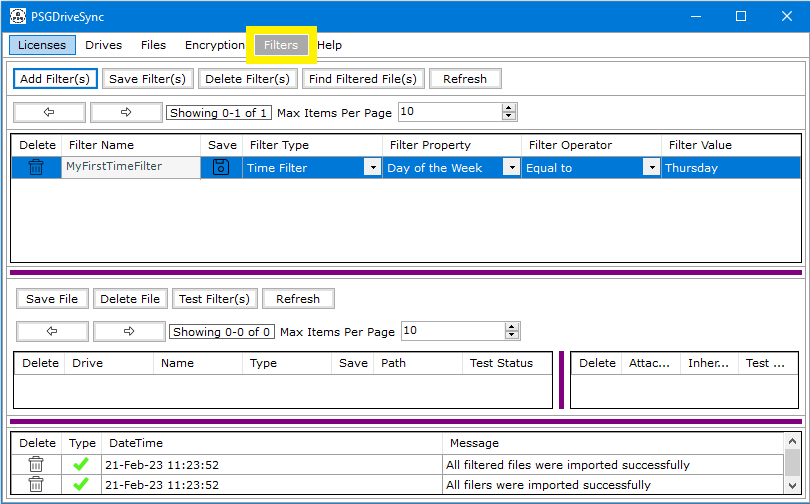 PSGDriveSync
Licenses Drives Files Encryption Filters Help
Add Filter(s) Save Filter(s) Delete Filter(s) Find Filtered File(s) Refresh
Showing 0-1 of 1 Max Items Per Page 10
Delete Filter Name Save Filter Type Filter Property Filter Operator Filter Value
MyFirstTimeFilter Time Filter Day of the Week Equal to Thursday
Save File Delete File Test Filter(s) Refresh
Showing 0-0 of 0 Max Items Per Page 10
Delete Drive Name Type Save Path Test Status Delete Attac... Inher... Test ...
Delete Type DateTime Message
21-Feb-23 11:23:52 All filtered files were imported successfully
21-Feb-23 11:23:52 All filers were imported successfully